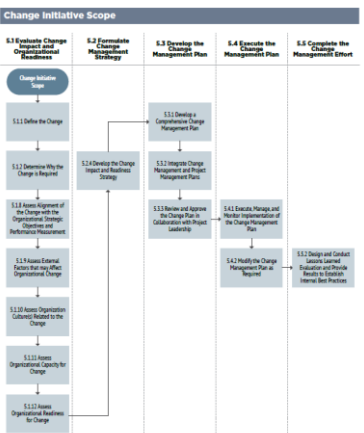 Change Initiative Scope
5.1 Evaluate Change
Impact and
Organizational
Readiness
5.2 Formulate
Change
Management
Strategy
5.3 Develop the
Change
Management Plan
5.4 Execute the
Change
Management Plan
5.5 Complete the
Change
Management Effort
Change Initiative
Scope
5.1.1 Define the Change
5.1.2 Determine Why the
Change is Required
5.1.8 Assess Alignment of
the Change with the
Organizational Strategic
Objectives and
Performance Measurement
5.1.9 Assess External
Factors that may Affect
Organizational Change
5.1.10 Assess Organization
Culture(s) Related to the
Change
5.1.11 Assess
Organizational Capacity for
Change
5.1.12 Assess
Organizational Readiness
for Change
5.2.4 Develop the Change
Impact and Readiness
Strategy
5.3.1 Develop a
Comprehensive Change
Management Plan
5.3.2 Integrate Change
Management and Project
Management Plans
5.3.3 Review and Approve
the Change Plan in
Collaboration with Project
Leadership
5.4.1 Execute, Manage, and
Monitor Implementation of
the Change Management
Plan
5.4.2 Modify the Change
Management Plan as
Required
5.5.2 Design and Conduct
Lessons Learned
Evaluation and Provide
Results to Establish
Internal Best Practices